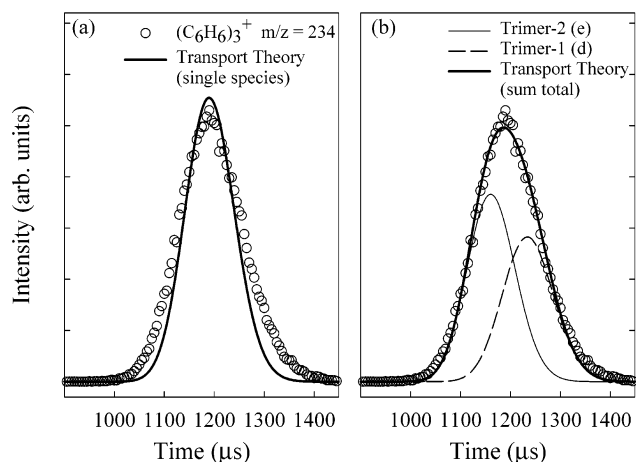 (a)
(C6H6)3+ m/z = 234
Transport Theory
(single species)
(b)
Trimer-2 (e)
Trimer-1 (d)
Transport Theory
(sum total)
Intensity (arb. units)
1000 1100 1200 1300 1400
1000 1100 1200 1300 1400
Time (μs)
Time (μs)